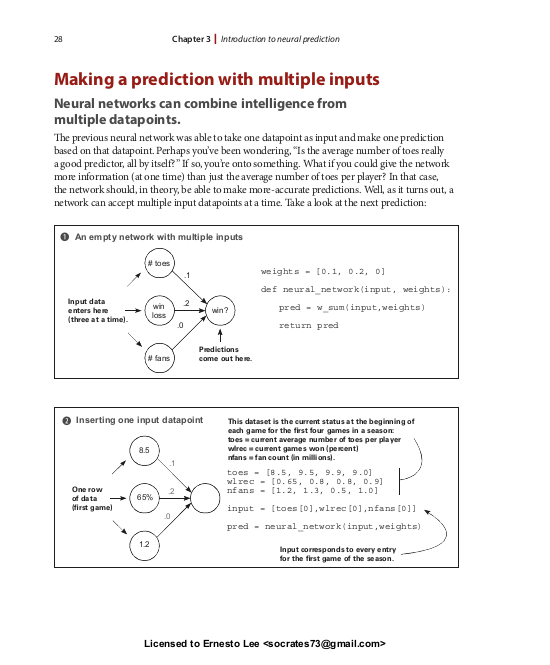 28
Chapter 3 | Introduction to neural prediction
Making a prediction with multiple inputs
Neural networks can combine intelligence from
multiple datapoints.
The previous neural network was able to take one datapoint as input and make one prediction
based on that datapoint. Perhaps you've been wondering, "Is the average number of toes really
a good predictor, all by itself?" If so, you're onto something. What if you could give the network
more information (at one time) than just the average number of toes per player? In that case,
the network should, in theory, be able to make more-accurate predictions. Well, as it turns out, a
network can accept multiple input datapoints at a time. Take a look at the next prediction:
1 An empty network with multiple inputs
# toes
.1
Input data
enters here
(three at a time).
win
loss
.2
win?
.0
# fans
Predictions
come out here.
weights = [0.1, 0.2, 0]
def neural_network(input, weights):
pred = w_sum(input,weights)
return pred
2 Inserting one input datapoint
8.5
.1
One row
of data
(first game)
65%
.2
.0
1.2
This dataset is the current status at the beginning of
each game for the first four games in a season:
toes = current average number of toes per player
wlrec = current games won (percent)
nfans = fan count (in millions).
toes = [8.5, 9.5, 9.9, 9.0]
wlrec = [0.65, 0.8, 0.8, 0.9]
nfans = [1.2, 1.3, 0.5, 1.0]
input = [toes[0],wlrec[0],nfans[0]]
pred = neural_network(input,weights)
Input corresponds to every entry
for the first game of the season.
Licensed to Ernesto Lee <socrates73@gmail.com>